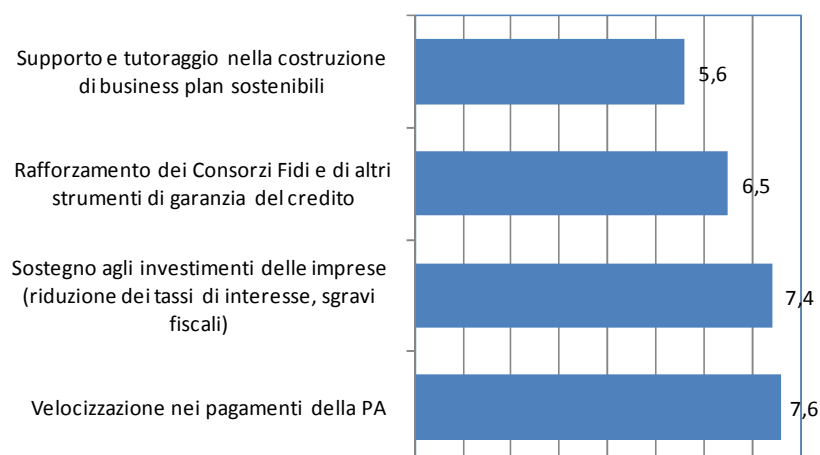 Supporto e tutoraggio nella costruzione
di business plan sostenibili
5,6
Rafforzamento dei Consorzi Fidi e di altri
strumenti di garanzia del credito
6,5
Sostegno agli investimenti delle imprese
(riduzione dei tassi di interesse, sgravi
fiscali)
7,4
Velocizzazione nei pagamenti della PA
7,6